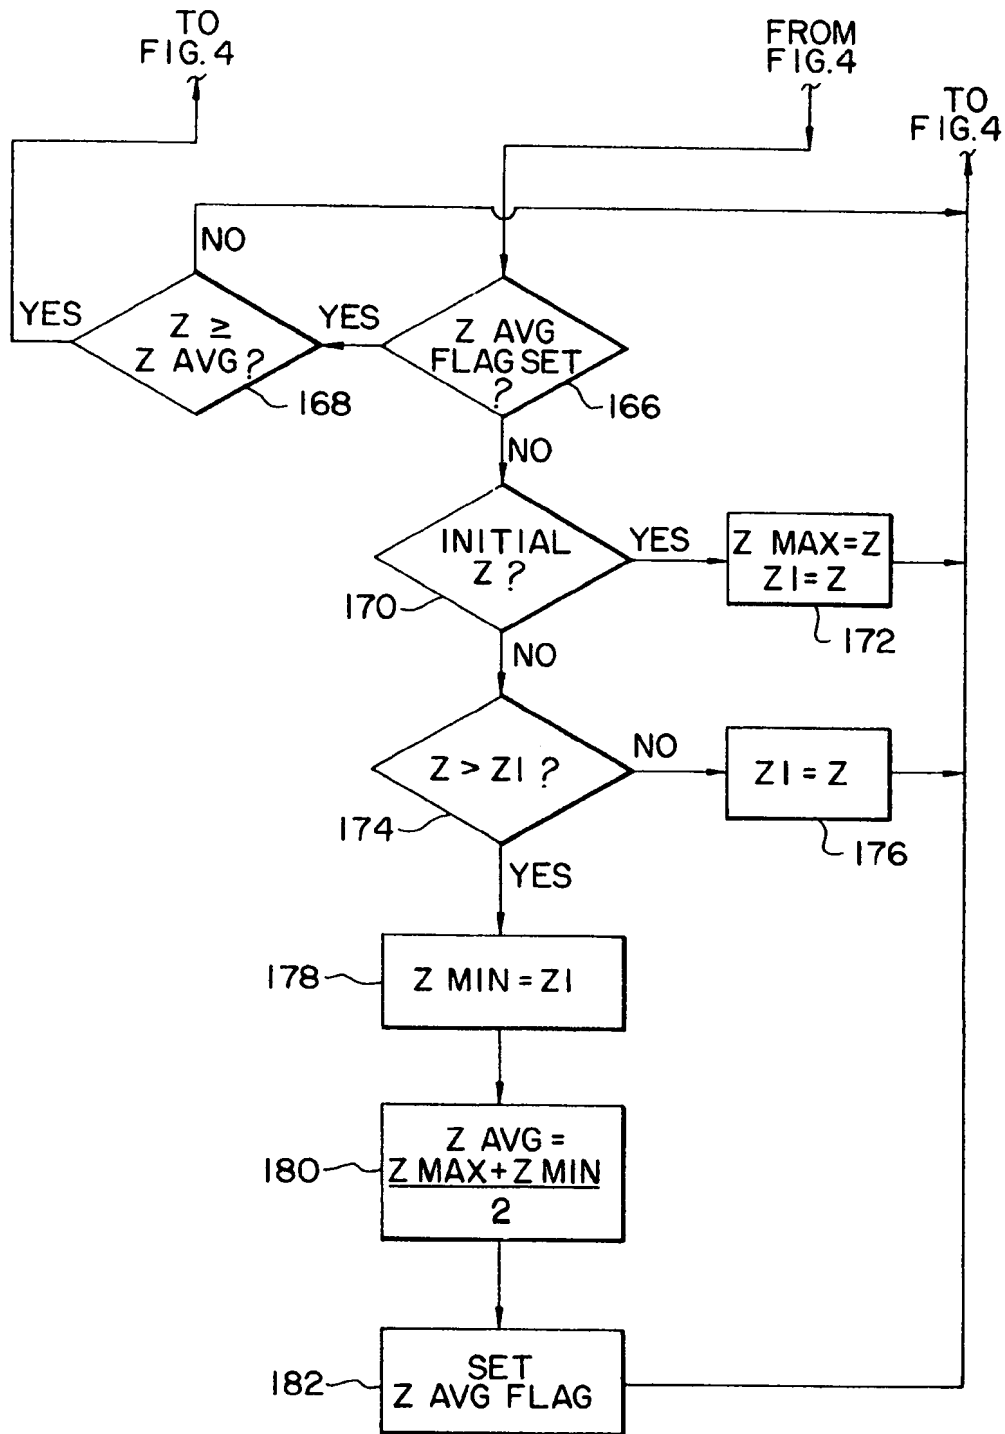 TO
FIG.4
FROM
FIG.4
TO
FIG.4
NO
YES
Z ≥
Z AVG?
168
YES
Z AVG
FLAG SET
?
166
NO
INITIAL
Z?
170
YES
Z MAX=Z
Z1=Z
172
NO
Z > Z1 ?
174
NO
Z1=Z
176
YES
178
Z MIN=Z1
180
Z AVG=
Z MAX+Z MIN
2
182
SET
Z AVG FLAG